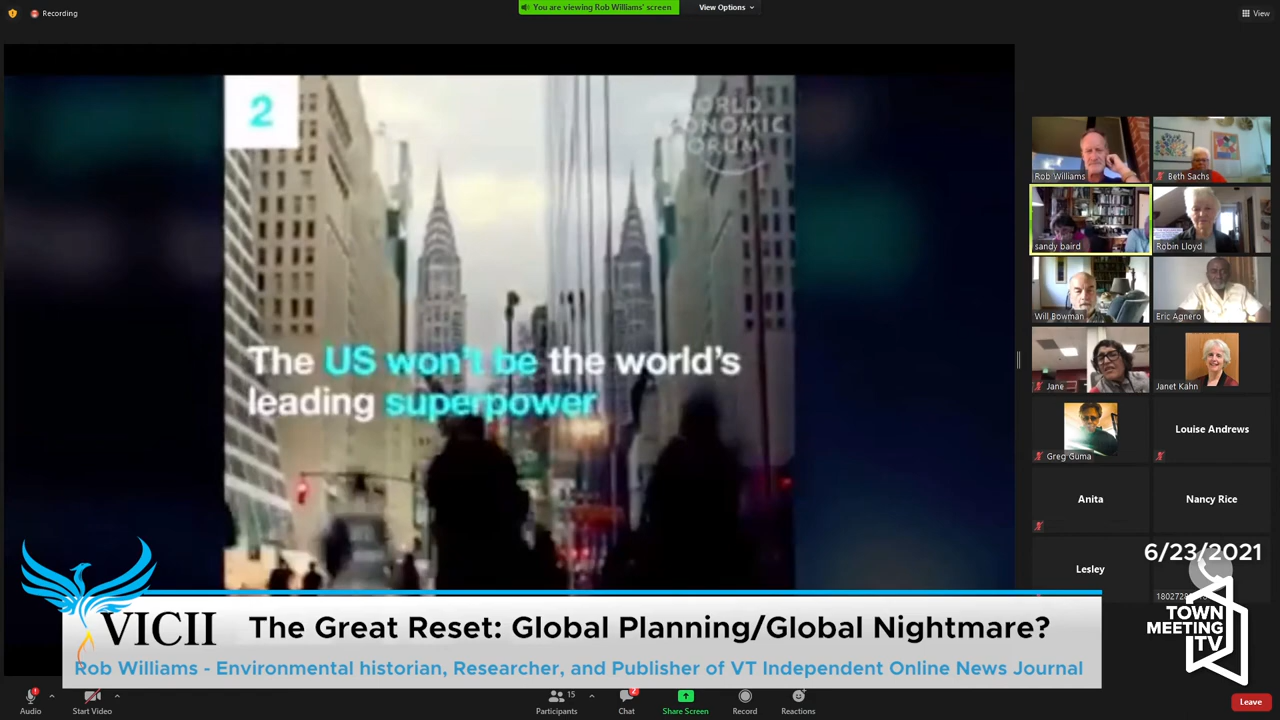 Recording
You are viewing Rob Williams' screen
View Options
View
2
WORLD
ECONOMIC
FORUM
The US won't be the world's
leading superpower
Rob Williams
Beth Sachs
sandy baird
Robin Lloyd
Will Bowman
Eric Agnero
Jane
Janet Kahn
Greg Guma
Louise Andrews
Anita
Nancy Rice
Lesley
6/23/2021
TOWN
MEETING
TV
VICII
The Great Reset: Global Planning/Global Nightmare?
Rob Williams - Environmental historian, Researcher, and Publisher of VT Independent Online News Journal
Audio
Start Video
Participants
15
Chat
2
Share Screen
Record
Reactions
Leave